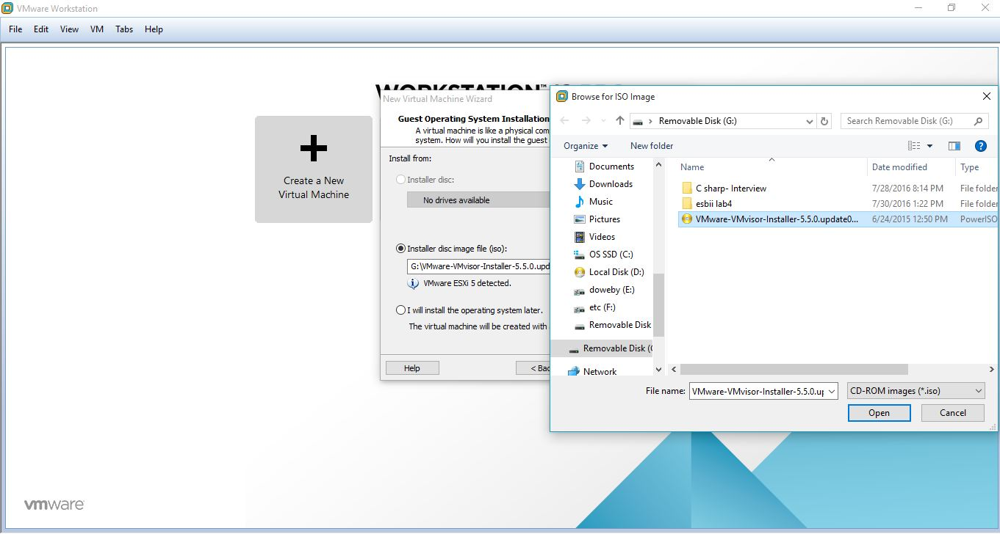 VMware Workstation
File Edit View VM Tabs Help
WORKSTATION™
Create a New
Virtual Machine
New Virtual Machine Wizard
Guest Operating System Installation
A virtual machine is like a physical com
system. How will you install the guest
Install from:
Installer disc:
No drives available
Installer disc image file (iso):
G:\VMware-VMvisor-Installer-5.5.0.upd
VMware ESXi 5 detected.
I will install the operating system later.
The virtual machine will be created with
Help < Bac
Browse for ISO Image
Removable Disk (G:)
Search Removable Disk (G:)
Organize New folder
Documents
Downloads
Music
Pictures
Videos
OS SSD (C:)
Local Disk (D:)
doweby (E:)
etc (F:)
Removable Disk
Removable Disk (
Network
Name Date modified Type
C sharp- Interview 7/28/2016 8:14 PM File folder
esbii lab4 7/30/2016 1:22 PM File folder
VMware-VMvisor-Installer-5.5.0.update0... 6/24/2015 12:50 PM PowerISO
File name: VMware-VMvisor-Installer-5.5.0.up CD-ROM images (*.iso)
Open Cancel
vmware